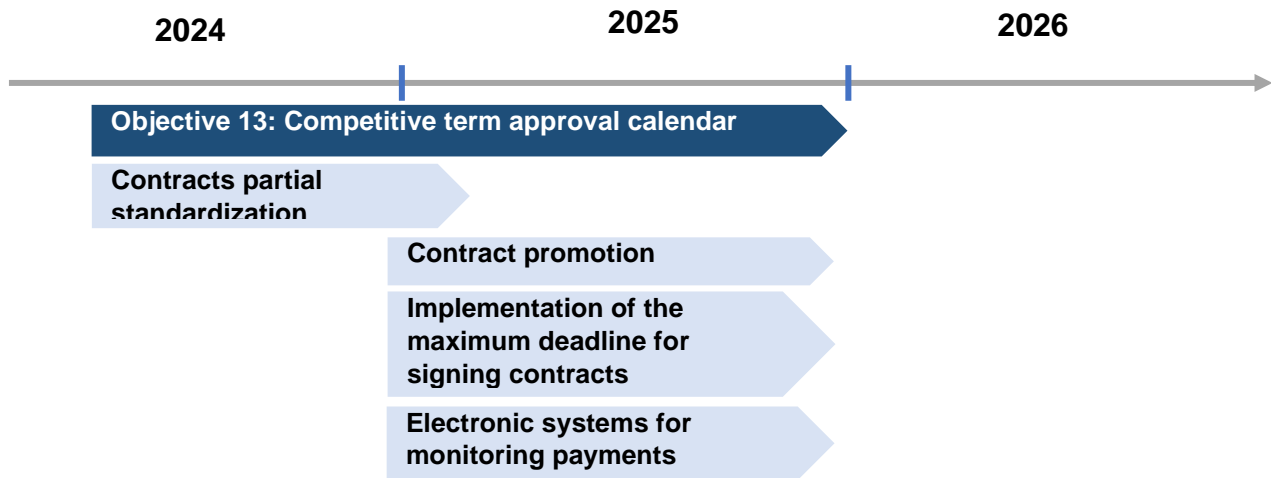 2024 2025 2026
Objective 13: Competitive term approval calendar
Contracts partial
standardization
Contract promotion
Implementation of the
maximum deadline for
signing contracts
Electronic systems for
monitoring payments